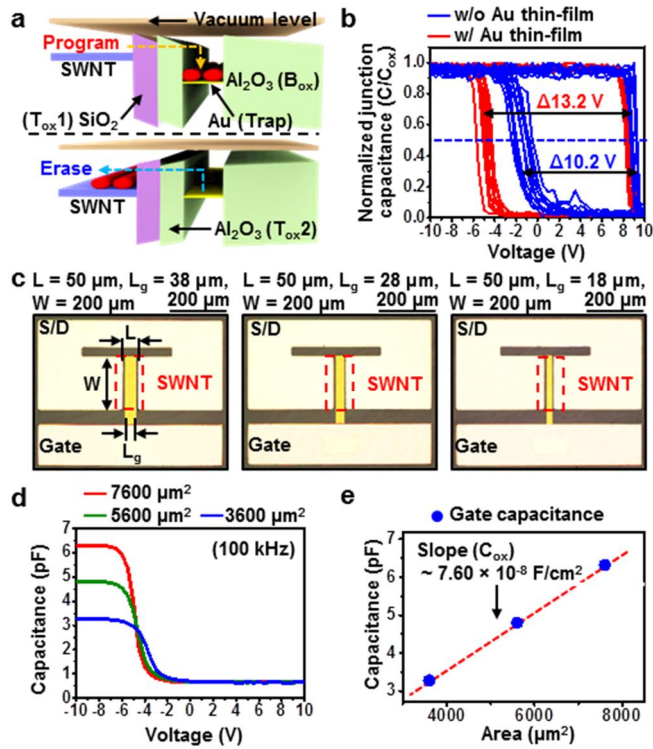 a
Vacuum level
Program
SWNT
Al₂O₃ (Bₒₓ)
(Tₒₓ1) SiO₂
Au (Trap)
Erase
SWNT
Al₂O₃ (Tₒₓ2)
b
w/o Au thin-film
w/ Au thin-film
Normalized junction
capacitance (C/Cₒₓ)
1.0
0.8
0.6
0.4
0.2
0.0
Δ13.2 V
Δ10.2 V
-10 -8 -6 -4 -2 0 2 4 6 8 10
Voltage (V)
c
L = 50 μm, Lg = 38 μm,
W = 200 μm
200 μm
S/D
L
W
SWNT
Gate
Lg
L = 50 μm, Lg = 28 μm,
W = 200 μm
200 μm
S/D
SWNT
Gate
L = 50 μm, Lg = 18 μm,
W = 200 μm
200 μm
S/D
SWNT
Gate
d
7600 μm²
5600 μm²
3600 μm²
(100 kHz)
Capacitance (pF)
7
6
5
4
3
2
1
0
-10 -8 -6 -4 -2 0 2 4 6 8 10
Voltage (V)
e
Gate capacitance
Slope (Cₒₓ)
~ 7.60 × 10⁻⁸ F/cm²
Capacitance (pF)
7
6
5
4
3
4000 6000 8000
Area (μm²)